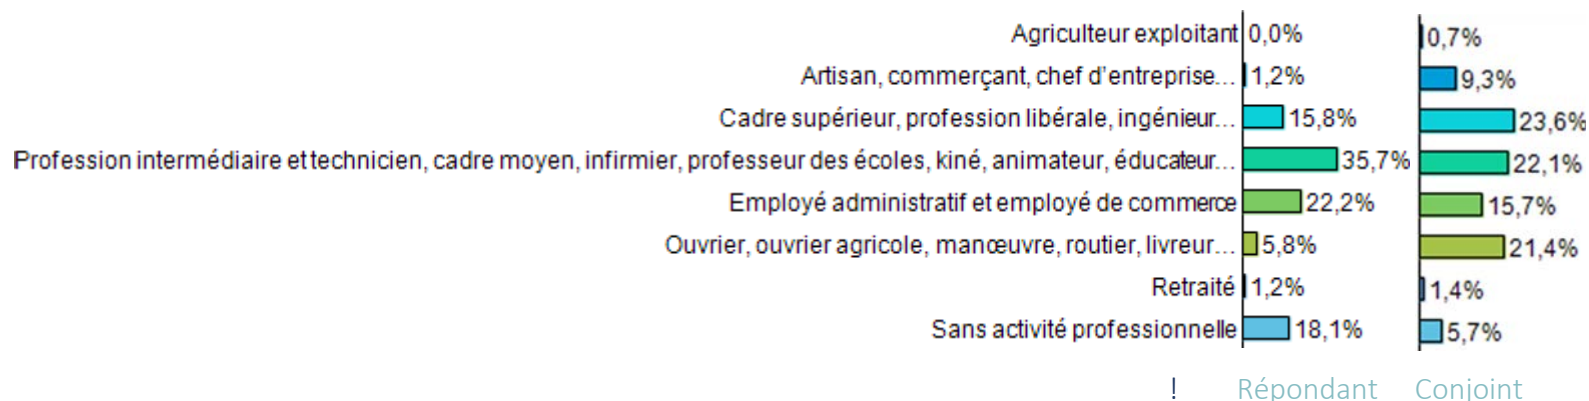 Agriculteur exploitant 0,0% 0,7%
Artisan, commerçant, chef d'entreprise... 1,2% 9,3%
Cadre supérieur, profession libérale, ingénieur... 15,8% 23,6%
Profession intermédiaire et technicien, cadre moyen, infirmier, professeur des écoles, kiné, animateur, éducateur... 35,7% 22,1%
Employé administratif et employé de commerce 22,2% 15,7%
Ouvrier, ouvrier agricole, manœuvre, routier, livreur... 5,8% 21,4%
Retraité 1,2% 1,4%
Sans activité professionnelle 18,1% 5,7%
! Répondant Conjoint